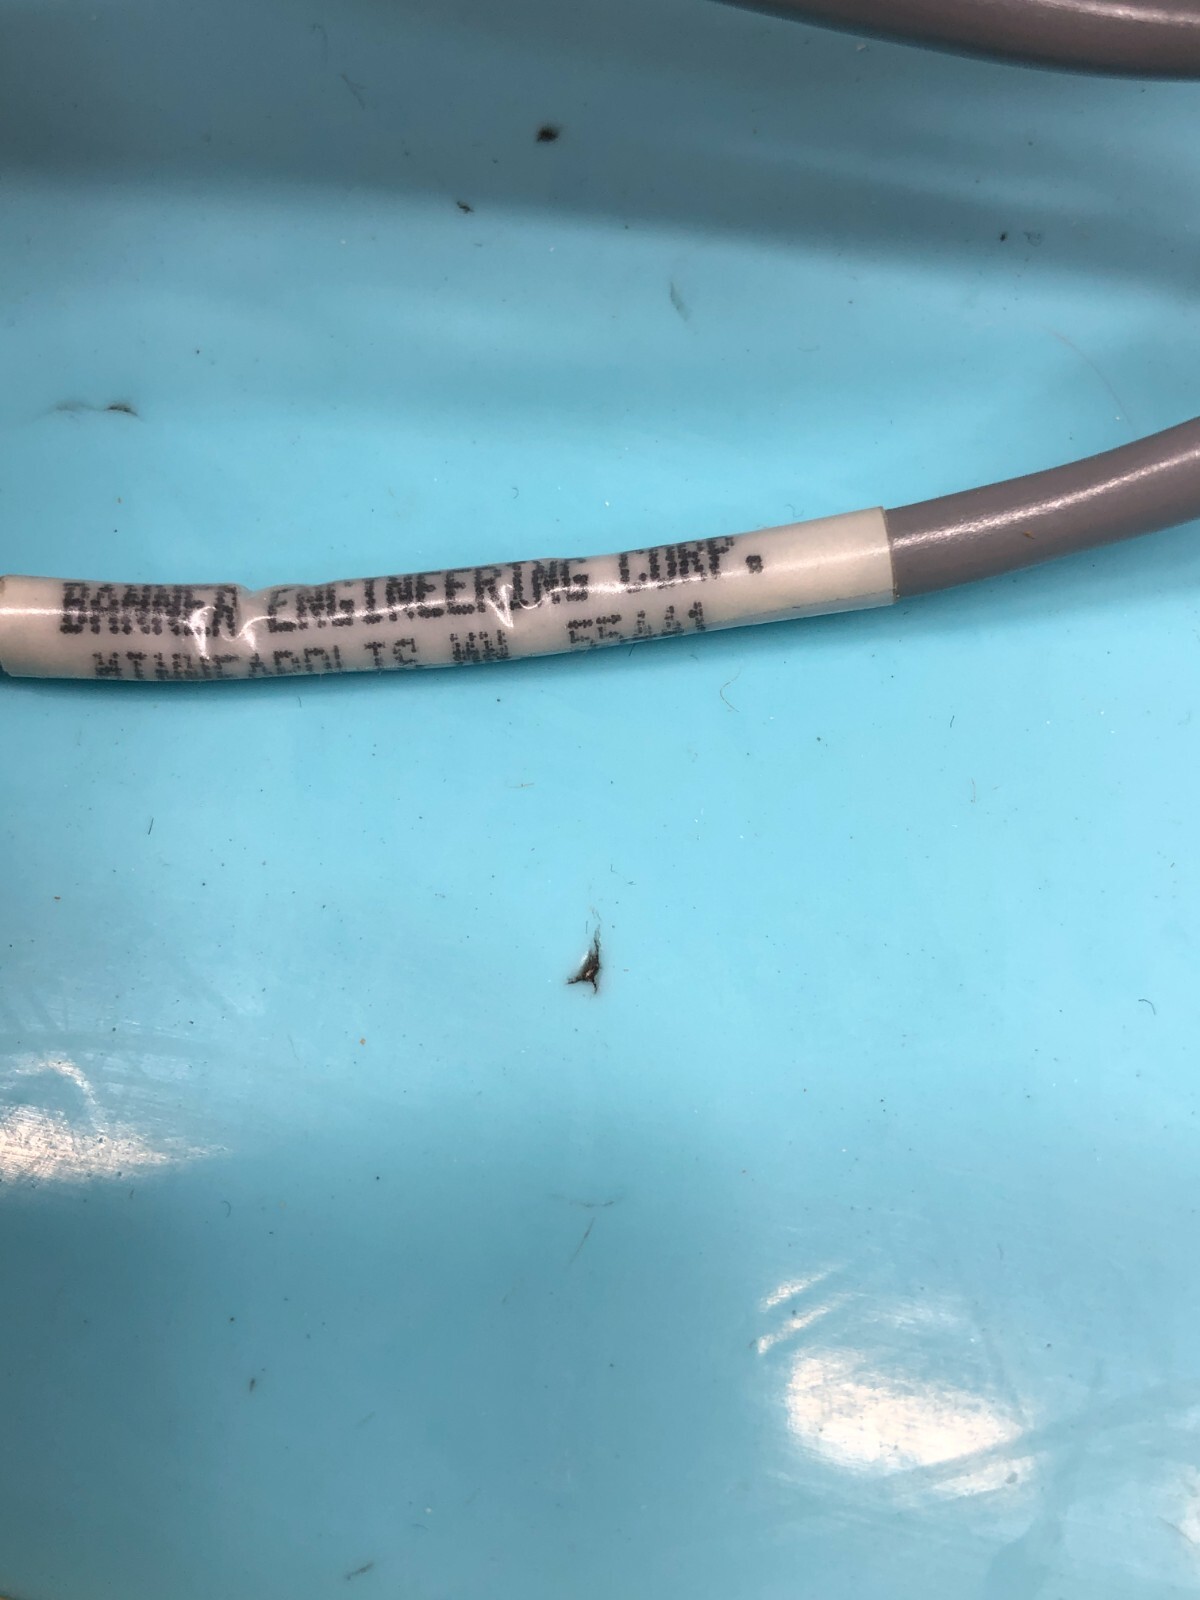 BANNER ENGINEERING CORP.
MINNEAPOLIS MN 55441